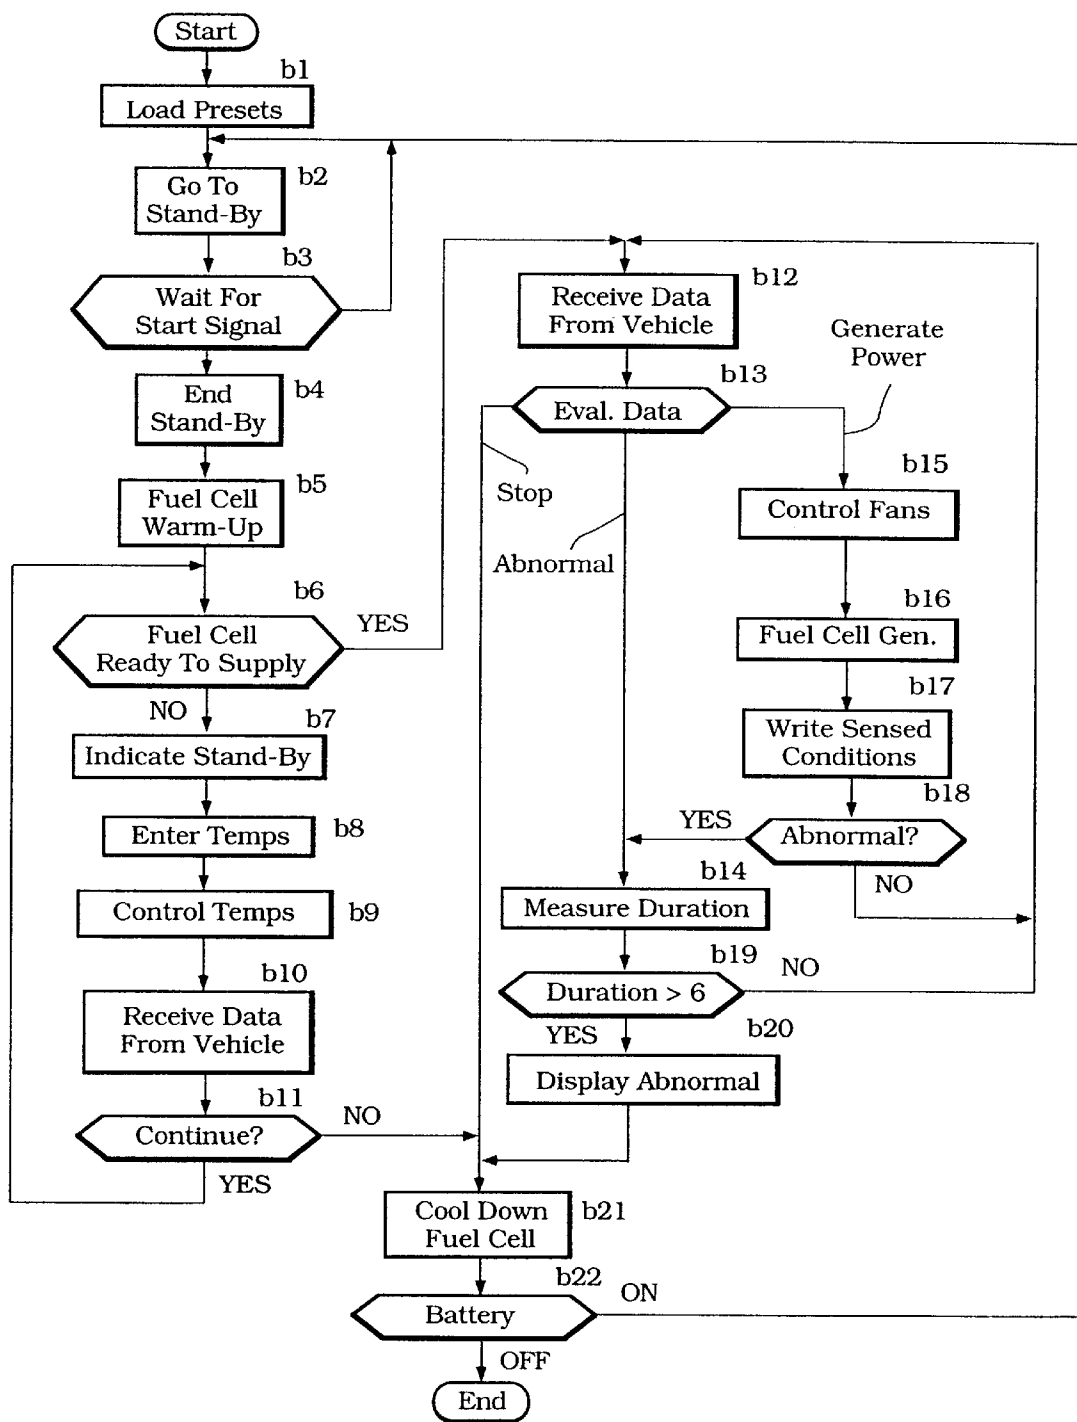 Start
b1
Load Presets
b2
Go To
Stand-By
b3
Wait For
Start Signal
b4
End
Stand-By
b5
Fuel Cell
Warm-Up
b6
Fuel Cell
Ready To Supply
YES
NO
b7
Indicate Stand-By
Enter Temps
b8
Control Temps
b9
b10
Receive Data
From Vehicle
b11
Continue?
NO
YES
b12
Receive Data
From Vehicle
b13
Eval. Data
Generate
Power
Stop
Abnormal
b15
Control Fans
b16
Fuel Cell Gen.
b17
Write Sensed
Conditions
b18
Abnormal?
YES
NO
b14
Measure Duration
b19
Duration > 6
NO
YES
b20
Display Abnormal
Cool Down
Fuel Cell
b21
b22
Battery
ON
OFF
End